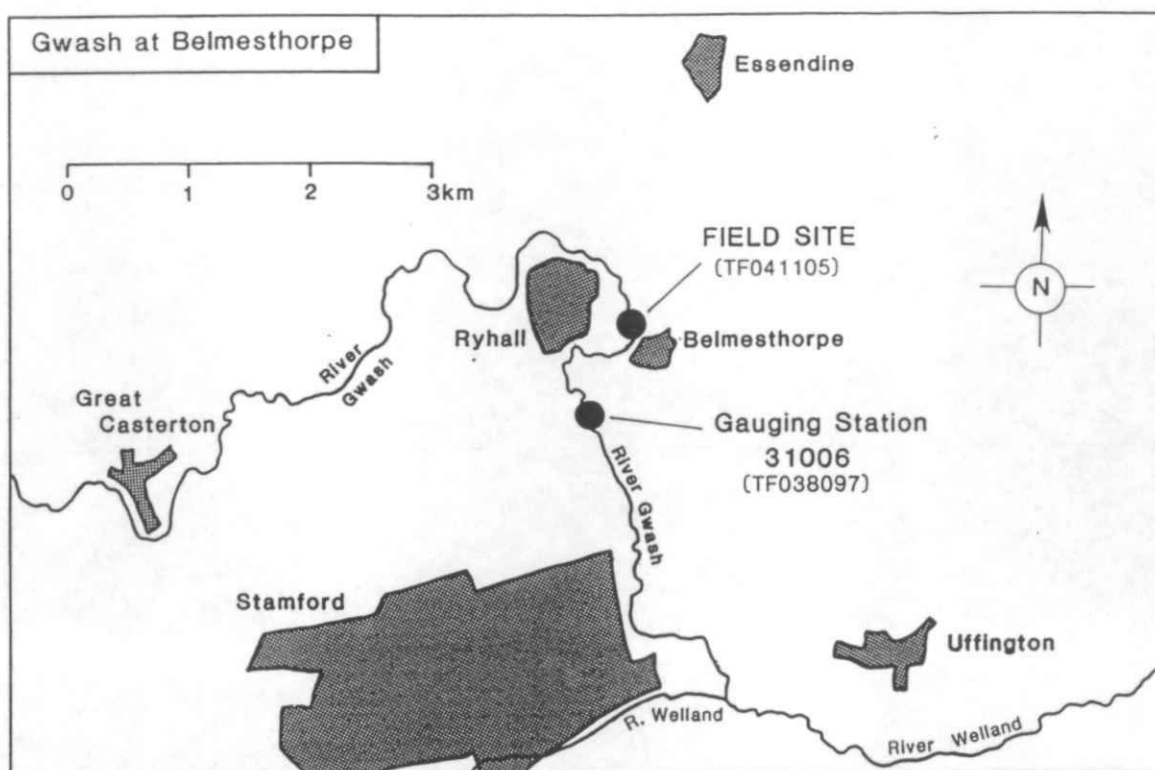 Gwash at Belmesthorpe
Essendine
0 1 2 3km
FIELD SITE
(TF041105)
N
Ryhall
Belmesthorpe
River
Gwash
Great
Casterton
Gauging Station
31006
(TF038097)
River Gwash
Stamford
Uffington
R. Welland
River Welland